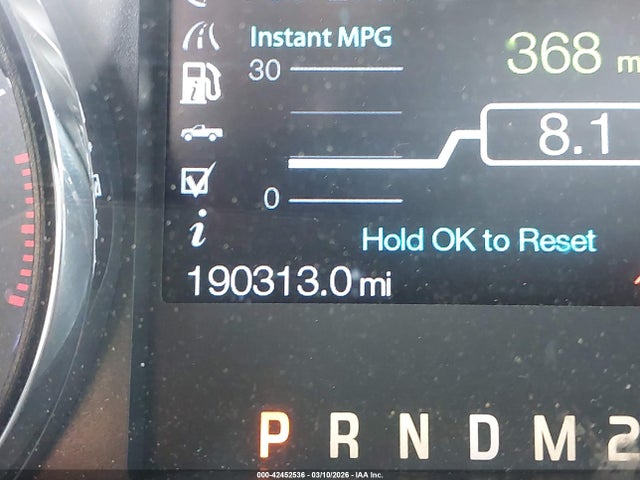 Instant MPG
30
368 m
8.1
0
Hold OK to Reset
i
190313.0 mi
P R N D M 2
000-42452536 - 03/10/2026 - IAA Inc.